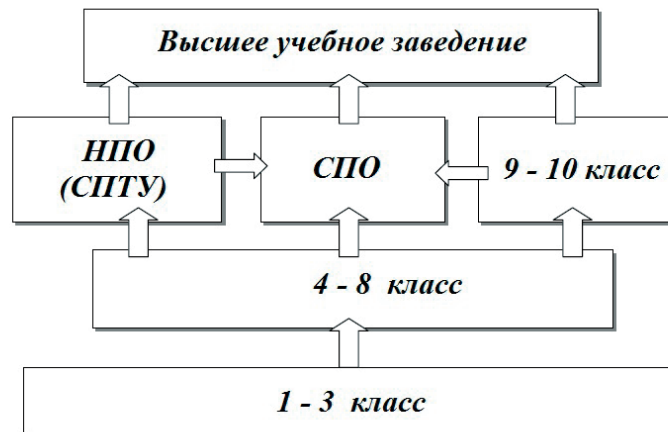 Высшее учебное заведение
НПО
(СПТУ)
СПО
9 - 10 класс
4 - 8 класс
1 - 3 класс